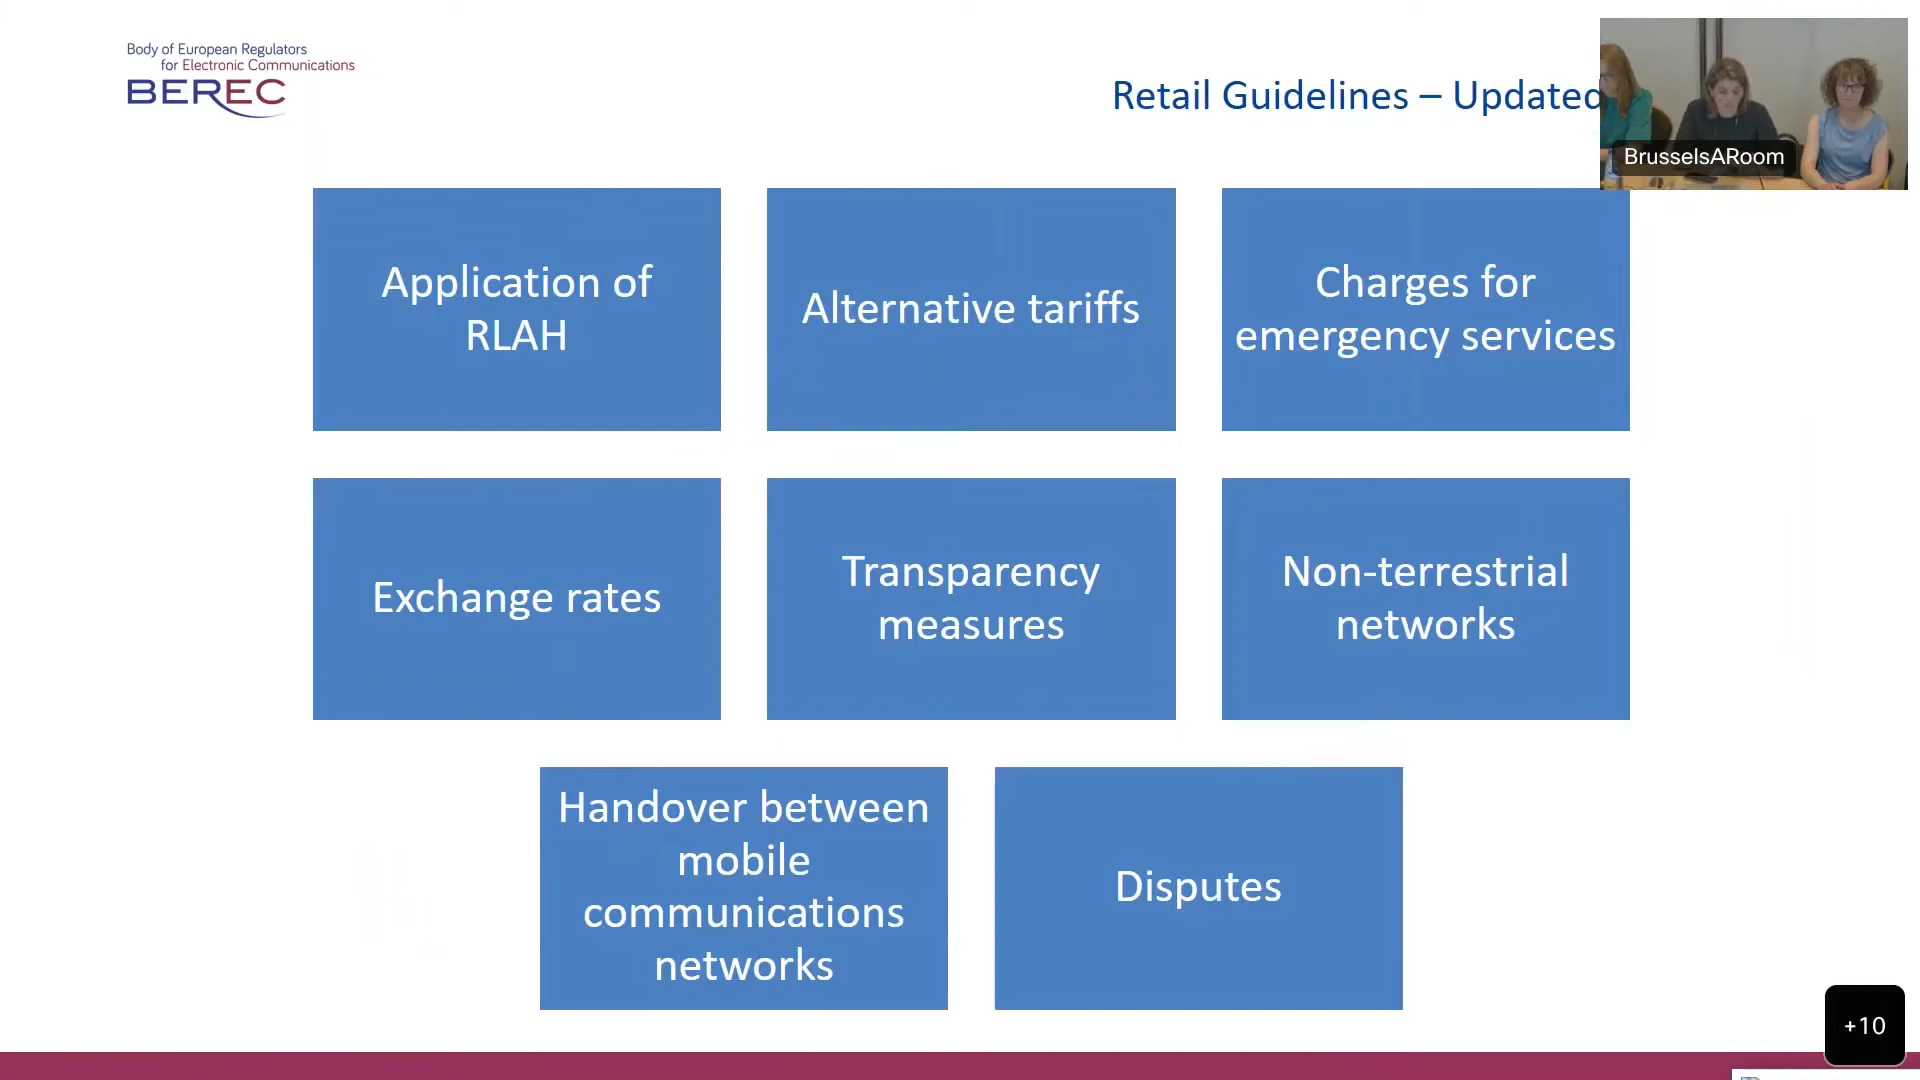 Body of European Regulators
for Electronic Communications
BEREC
Retail Guidelines – Updated
BrusselsARoom
Application of
RLAH
Alternative tariffs
Charges for
emergency services
Exchange rates
Transparency
measures
Non-terrestrial
networks
Handover between
mobile
communications
networks
Disputes
+10